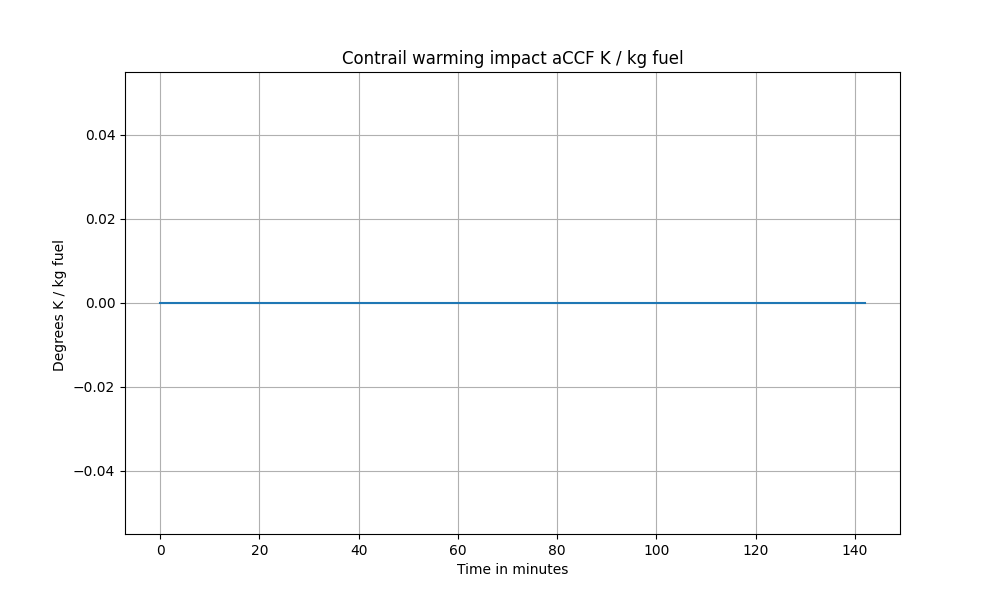 Contrail warming impact aCCF K / kg fuel
Degrees K / kg fuel
0.04
0.02
0.00
−0.02
−0.04
0 20 40 60 80 100 120 140
Time in minutes